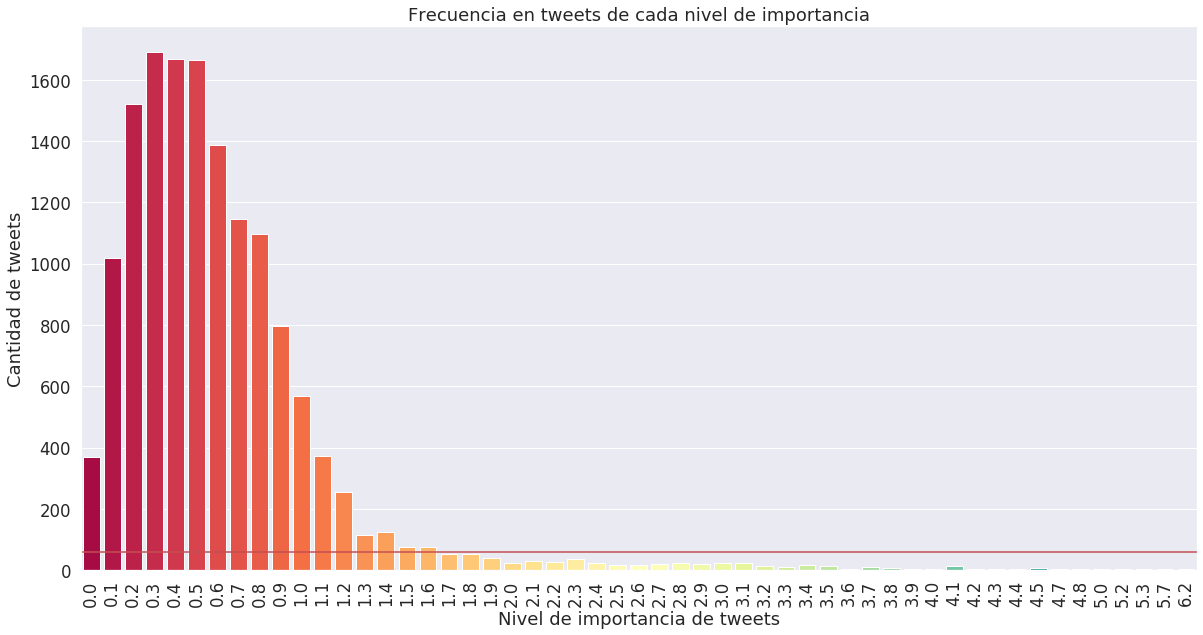 Frecuencia en tweets de cada nivel de importancia
Cantidad de tweets
1600
1400
1200
1000
800
600
400
200
0
0.0 0.1 0.2 0.3 0.4 0.5 0.6 0.7 0.8 0.9 1.0 1.1 1.2 1.3 1.4 1.5 1.6 1.7 1.8 1.9 2.0 2.1 2.2 2.3 2.4 2.5 2.6 2.7 2.8 2.9 3.0 3.1 3.2 3.3 3.4 3.5 3.6 3.7 3.8 3.9 4.0 4.1 4.2 4.3 4.4 4.5 4.7 4.8 5.0 5.2 5.3 5.7 6.2
Nivel de importancia de tweets